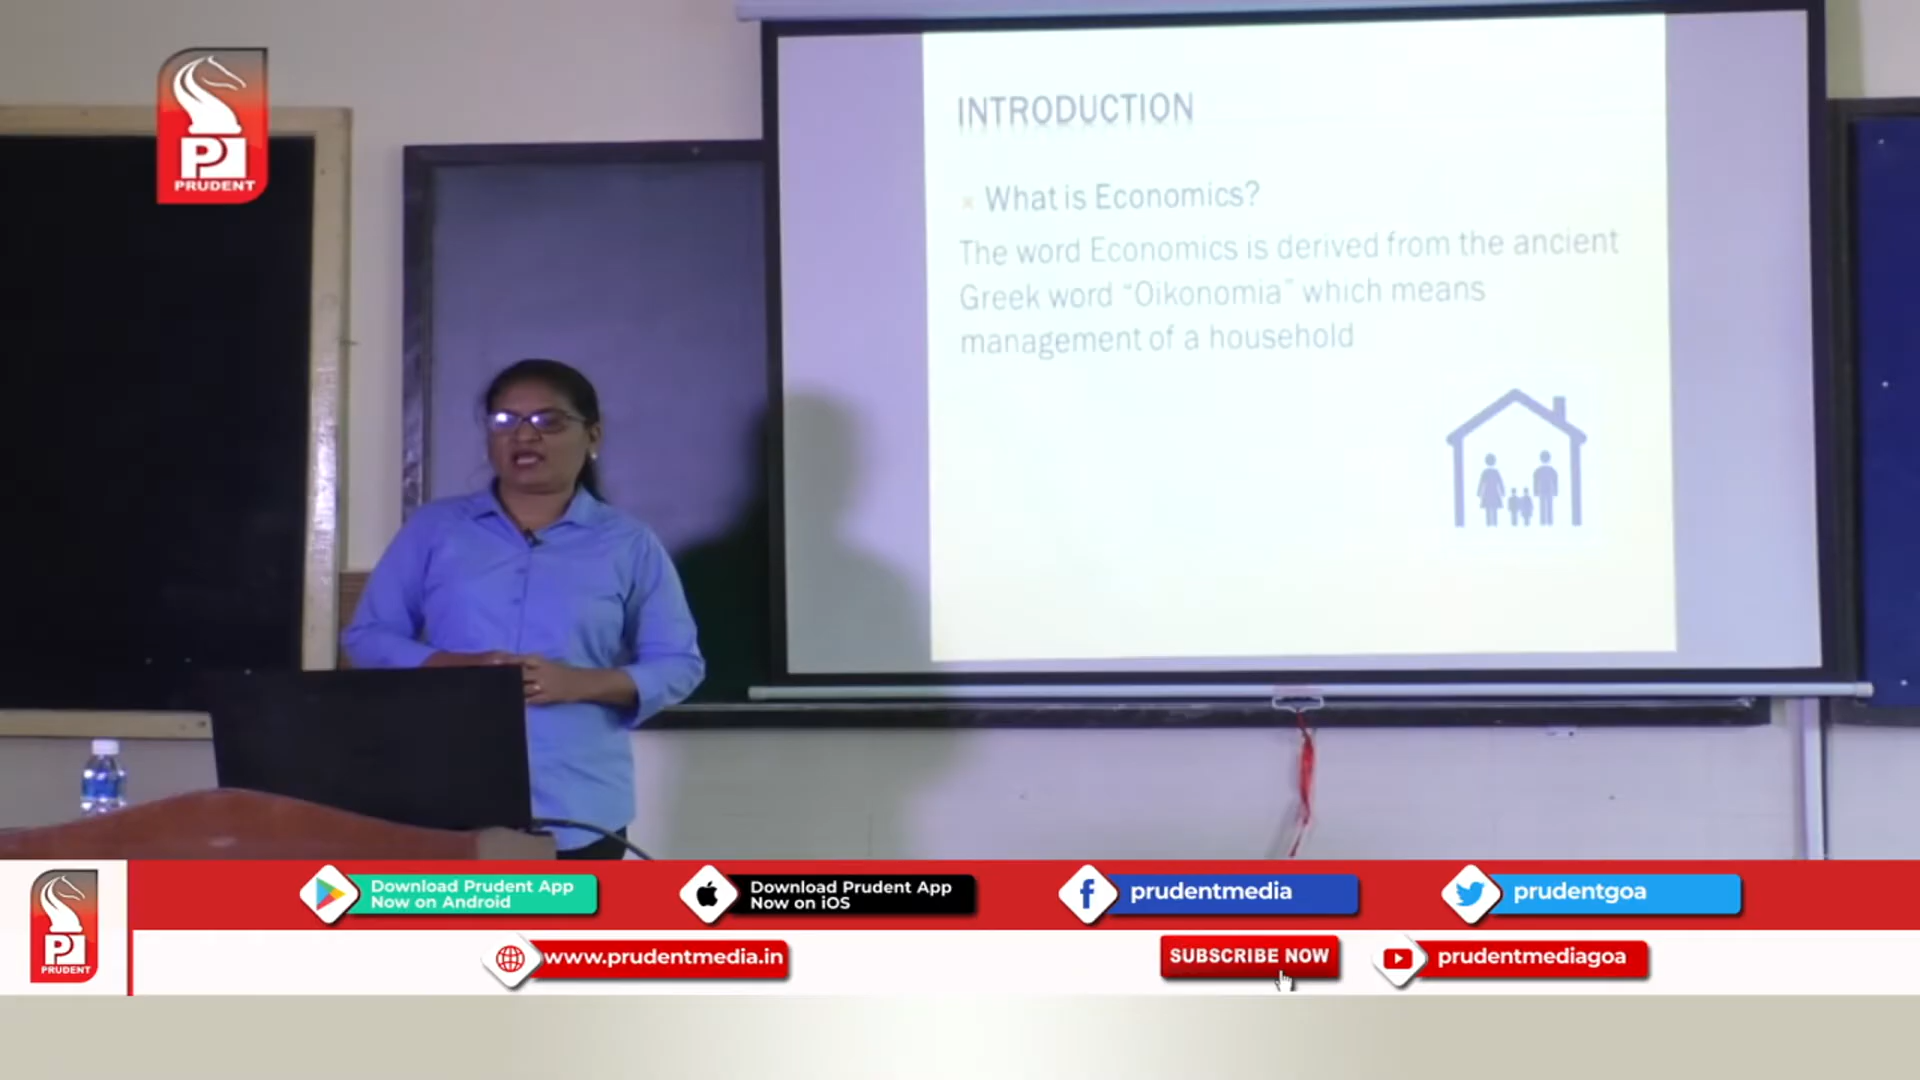 PRUDENT
INTRODUCTION
What is Economics?
The word Economics is derived from the ancient
Greek word “Oikonomia” which means
management of a household
PRUDENT
Download Prudent App
Now on Android
Download Prudent App
Now on iOS
prudentmedia
prudentgoa
www.prudentmedia.in
SUBSCRIBE NOW
prudentmediagoa